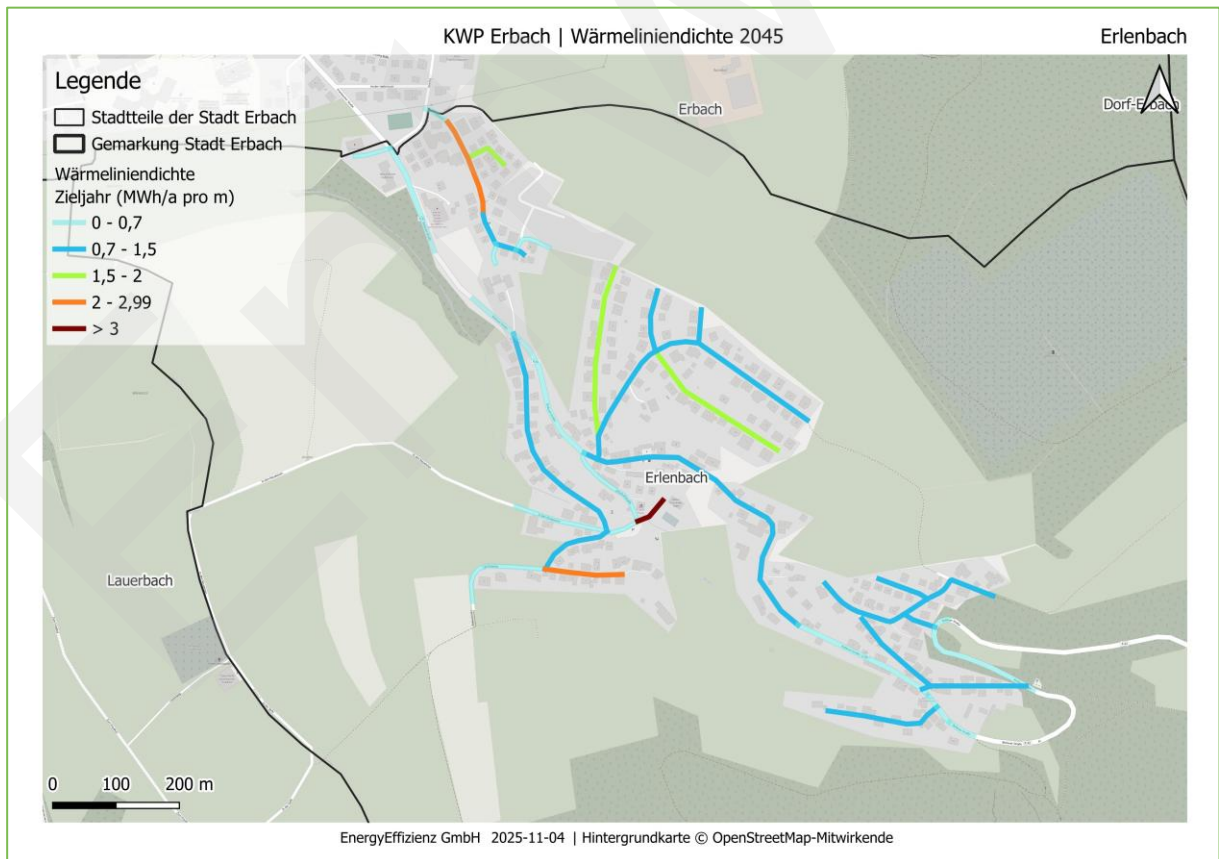 KWP Erbach | Wärmeliniendichte 2045
Erlenbach
Legende
Stadtteile der Stadt Erbach
Gemarkung Stadt Erbach
Wärmeliniendichte
Zieljahr (MWh/a pro m)
0 - 0,7
0,7 - 1,5
1,5 - 2
2 - 2,99
> 3
Erbach
Dorf-Erbach
Erlenbach
Lauerbach
0 100 200 m
EnergyEffizienz GmbH 2025-11-04 | Hintergrundkarte © OpenStreetMap-Mitwirkende